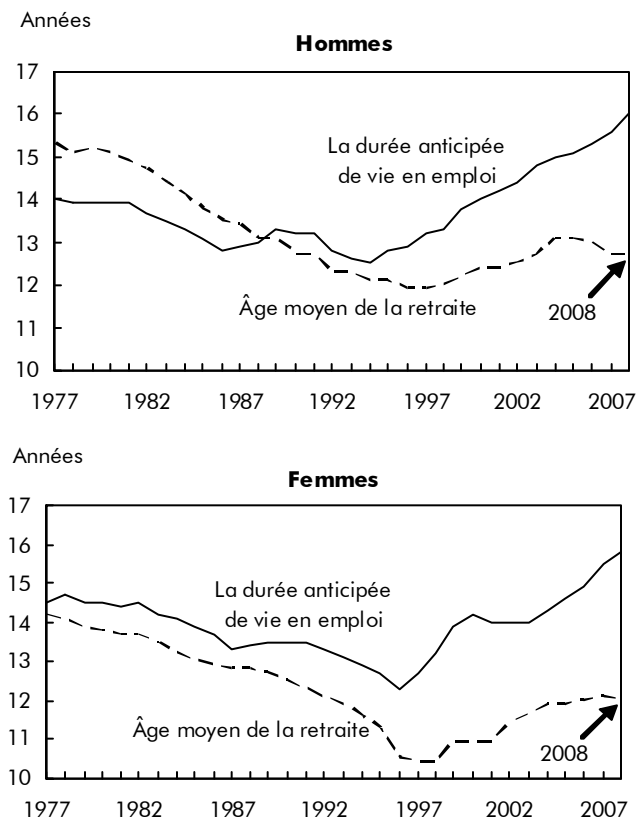 Années
Hommes
17
16
15
14
13
12
11
10
La durée anticipée
de vie en emploi
Âge moyen de la retraite
2008
1977 1982 1987 1992 1997 2002 2007
Années
Femmes
17
16
15
14
13
12
11
10
La durée anticipée
de vie en emploi
Âge moyen de la retraite
2008
1977 1982 1987 1992 1997 2002 2007